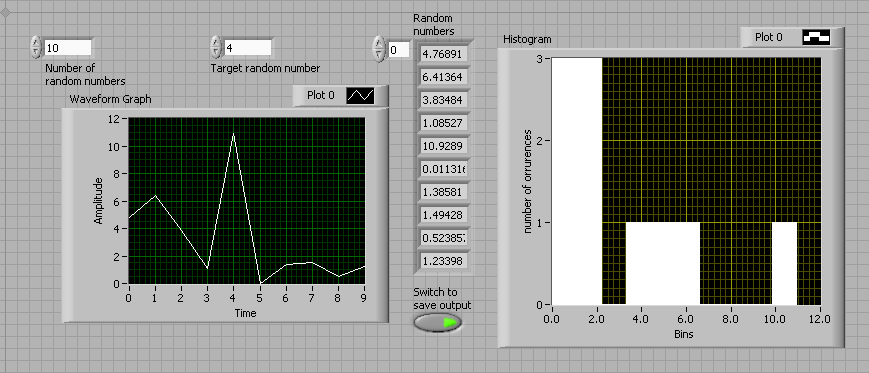 Random
numbers
10
4
0
Number of
random numbers
Target random number
4.76891
6.41364
3.83484
1.08527
10.9289
0.011316
1.38581
1.49428
0.52385
1.23398
Switch to
save output
Waveform Graph
Plot 0
Amplitude
12
10
8
6
4
2
0
0 1 2 3 4 5 6 7 8 9
Time
Histogram
Plot 0
number of orrurences
3
2
1
0
0.0 2.0 4.0 6.0 8.0 10.0 12.0
Bins